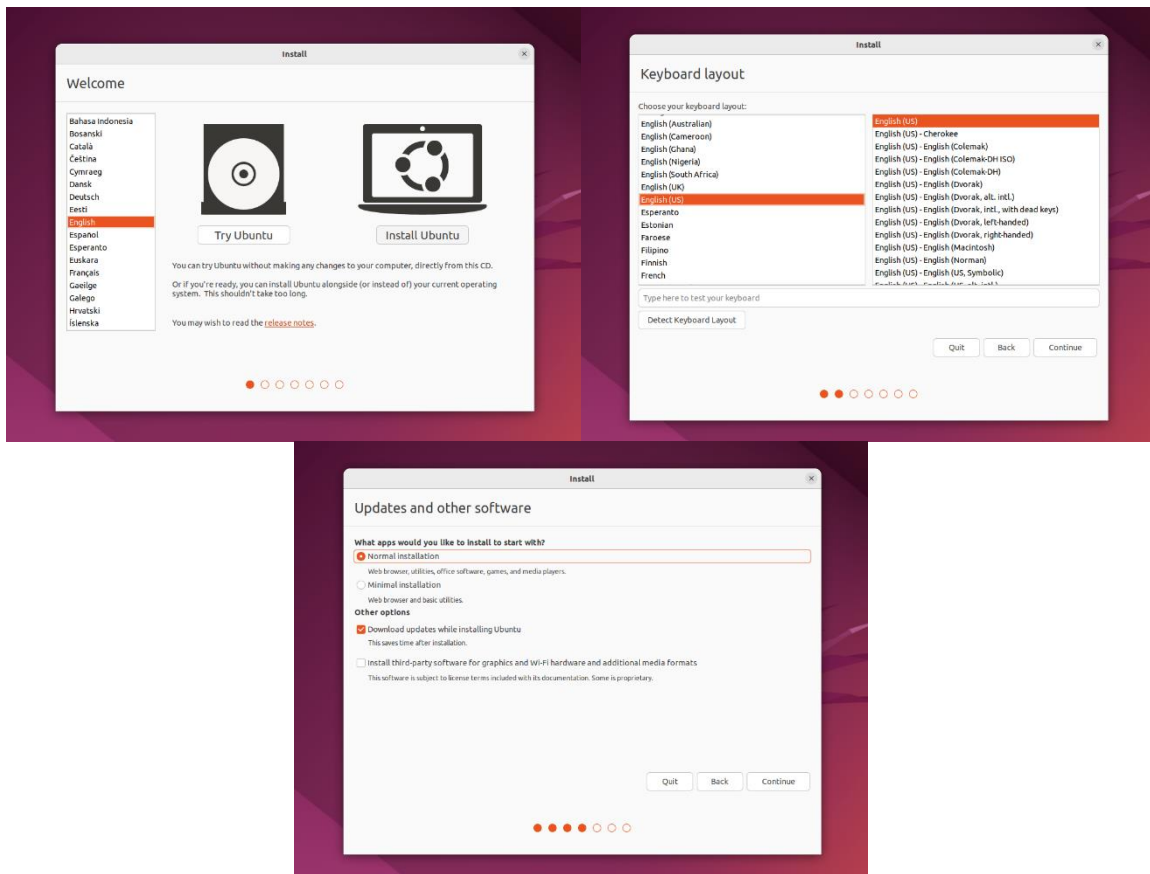 Install
Welcome
Bahasa Indonesia
Bosanski
Català
Čeština
Cymraeg
Dansk
Deutsch
Eesti
English
Español
Esperanto
Euskara
Français
Gaeilge
Galego
Hrvatski
Íslenska
Try Ubuntu
Install Ubuntu
You can try Ubuntu without making any changes to your computer, directly from this CD.
Or if you're ready, you can install Ubuntu alongside (or instead of) your current operating
system. This shouldn't take too long.
You may wish to read the release notes.
Install
Keyboard layout
Choose your keyboard layout:
English (Australian)
English (Cameroon)
English (Ghana)
English (Nigeria)
English (South Africa)
English (UK)
English (US)
Esperanto
Estonian
Faroese
Filipino
Finnish
French
English (US)
English (US) - Cherokee
English (US) - English (Colemak)
English (US) - English (Colemak-DH ISO)
English (US) - English (Colemak-DH)
English (US) - English (Dvorak)
English (US) - English (Dvorak, alt. intl.)
English (US) - English (Dvorak, intl., with dead keys)
English (US) - English (Dvorak, left-handed)
English (US) - English (Dvorak, right-handed)
English (US) - English (Macintosh)
English (US) - English (Norman)
English (US) - English (US, Symbolic)
English (US) - English (US, alt. intl.)
Type here to test your keyboard
Detect Keyboard Layout
Quit
Back
Continue
Install
Updates and other software
What apps would you like to install to start with?
Normal installation
Web browser, utilities, office software, games, and media players.
Minimal installation
Web browser and basic utilities.
Other options
Download updates while installing Ubuntu
This saves time after installation.
Install third-party software for graphics and Wi-Fi hardware and additional media formats
This software is subject to license terms included with its documentation. Some is proprietary.
Quit
Back
Continue